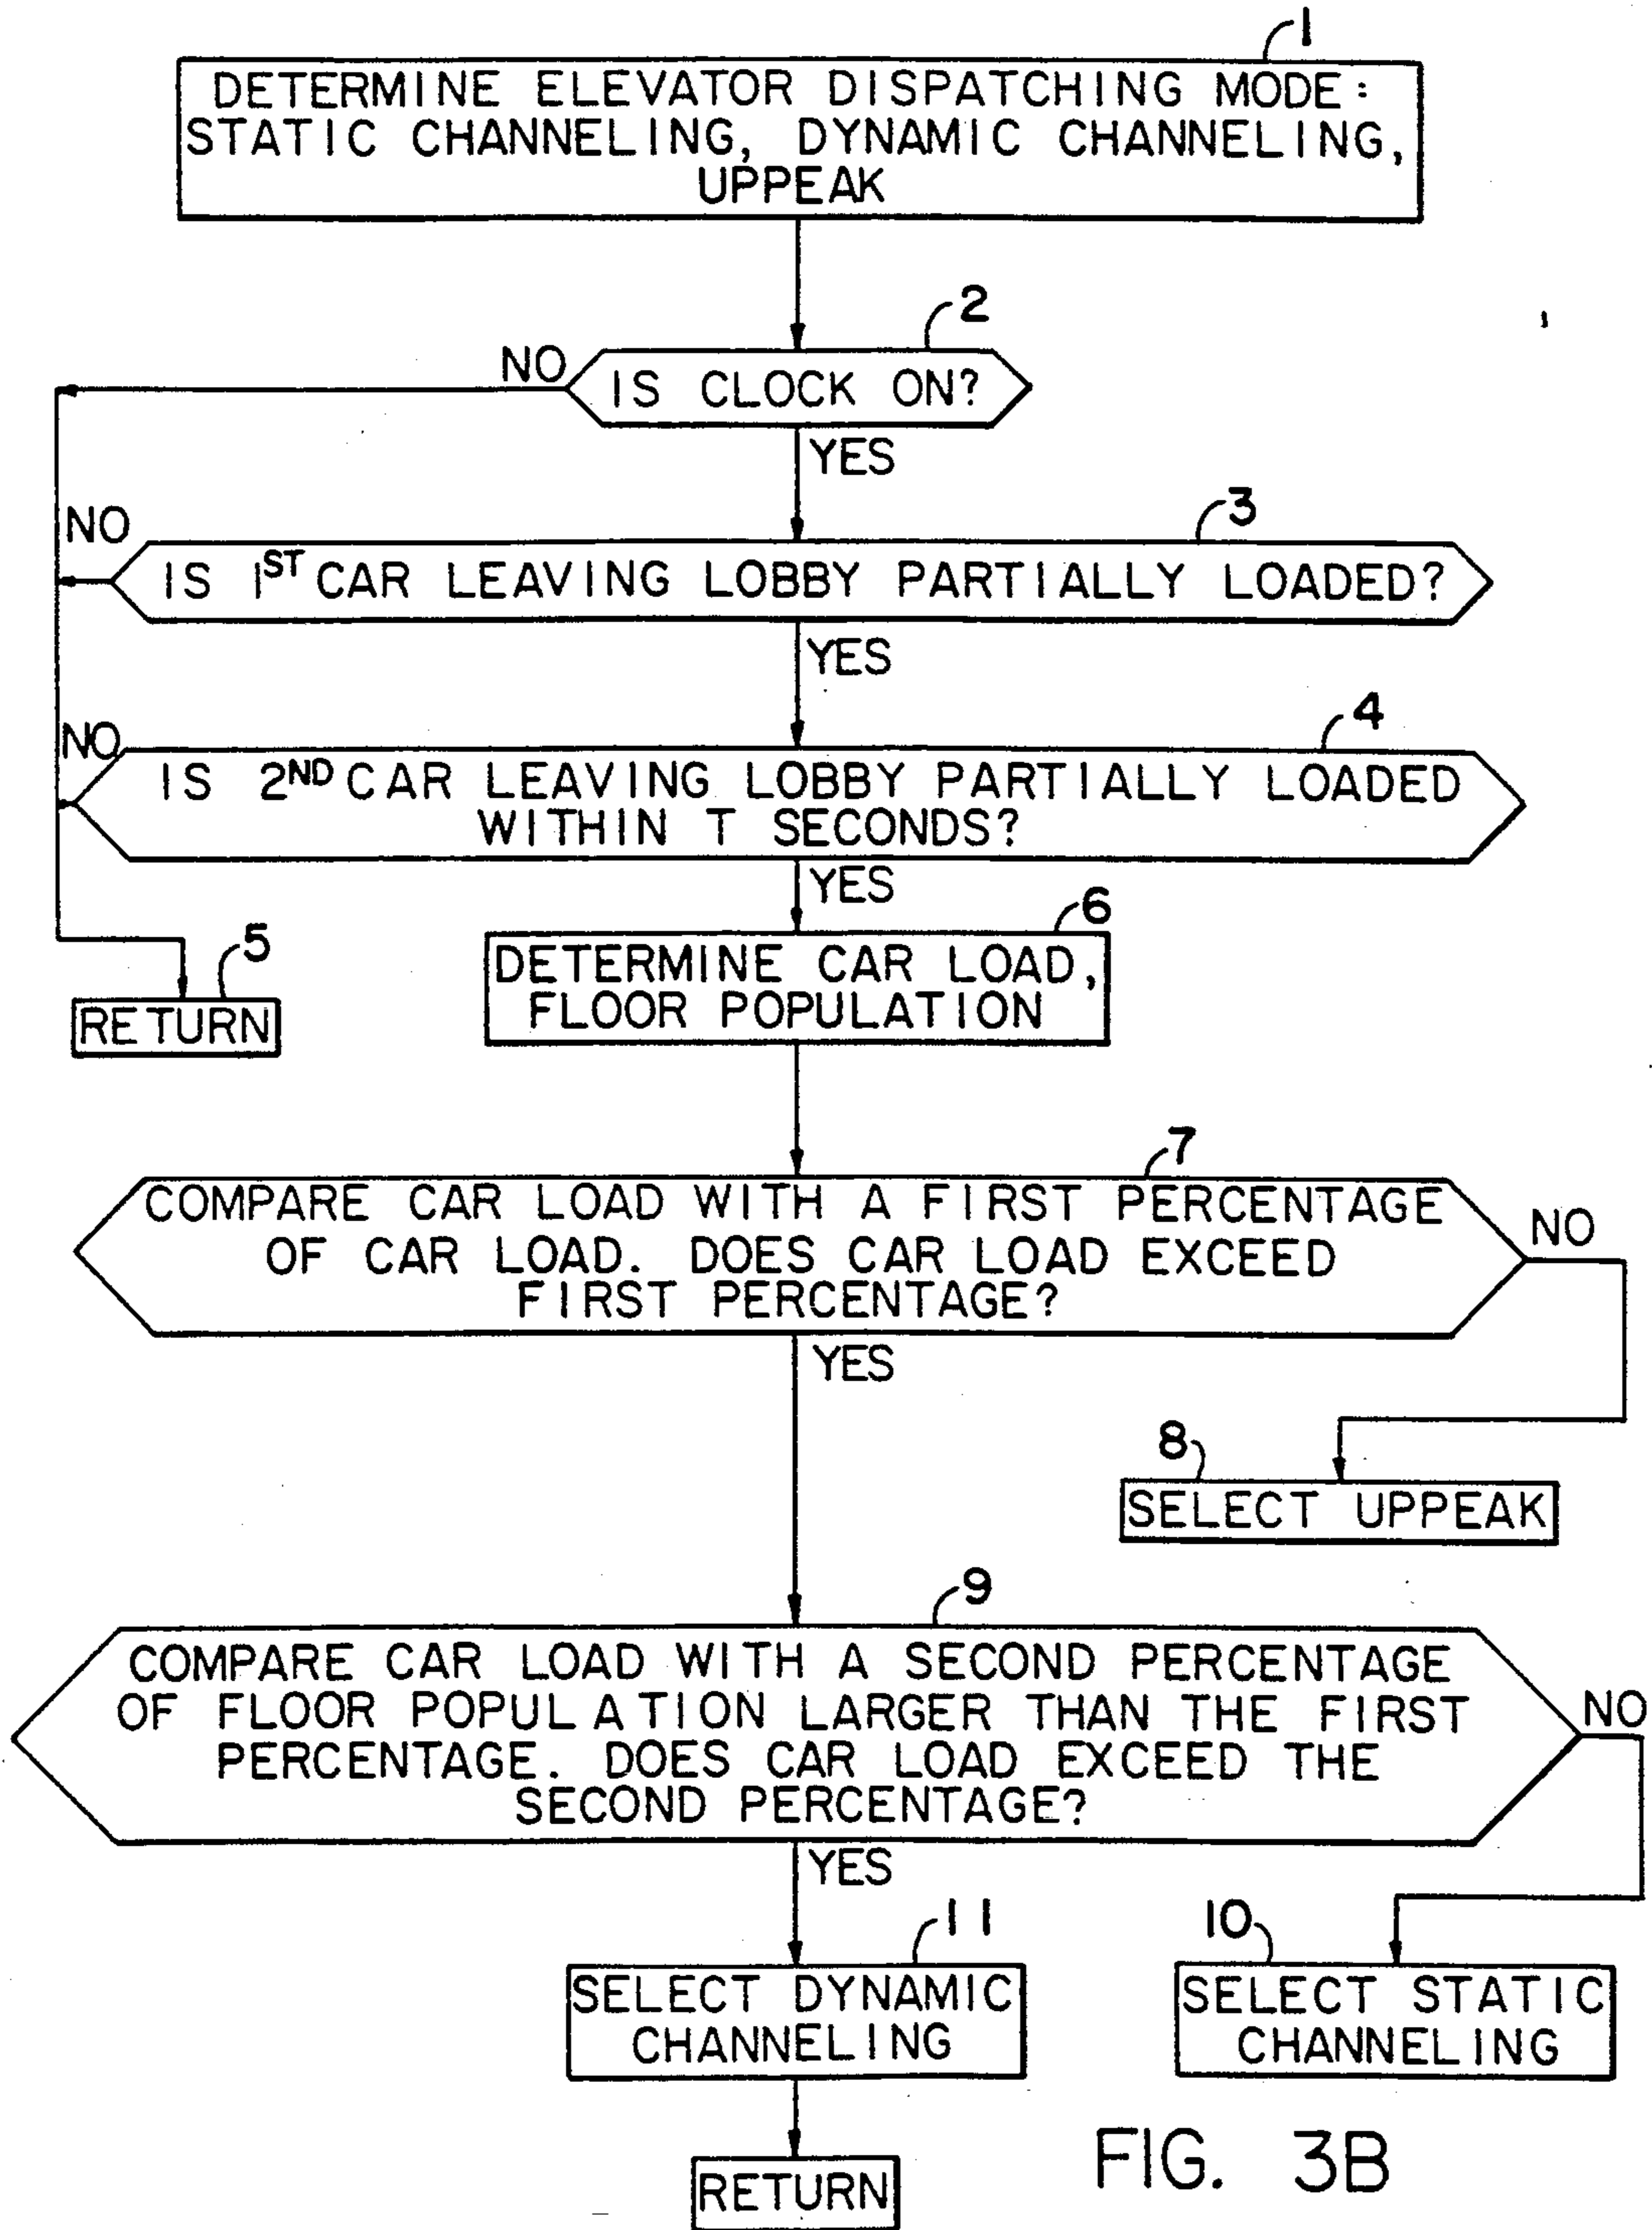 1
DETERMINE ELEVATOR DISPATCHING MODE:
STATIC CHANNELING, DYNAMIC CHANNELING,
UPPEAK
2
NO
IS CLOCK ON?
YES
3
NO
IS 1ST CAR LEAVING LOBBY PARTIALLY LOADED?
YES
4
NO
IS 2ND CAR LEAVING LOBBY PARTIALLY LOADED
WITHIN T SECONDS?
YES
6
5
DETERMINE CAR LOAD,
FLOOR POPULATION
RETURN
7
COMPARE CAR LOAD WITH A FIRST PERCENTAGE
OF CAR LOAD. DOES CAR LOAD EXCEED
FIRST PERCENTAGE?
NO
YES
8
SELECT UPPEAK
9
COMPARE CAR LOAD WITH A SECOND PERCENTAGE
OF FLOOR POPULATION LARGER THAN THE FIRST
PERCENTAGE. DOES CAR LOAD EXCEED THE
SECOND PERCENTAGE?
NO
YES
11
10
SELECT DYNAMIC
CHANNELING
SELECT STATIC
CHANNELING
RETURN
FIG. 3B